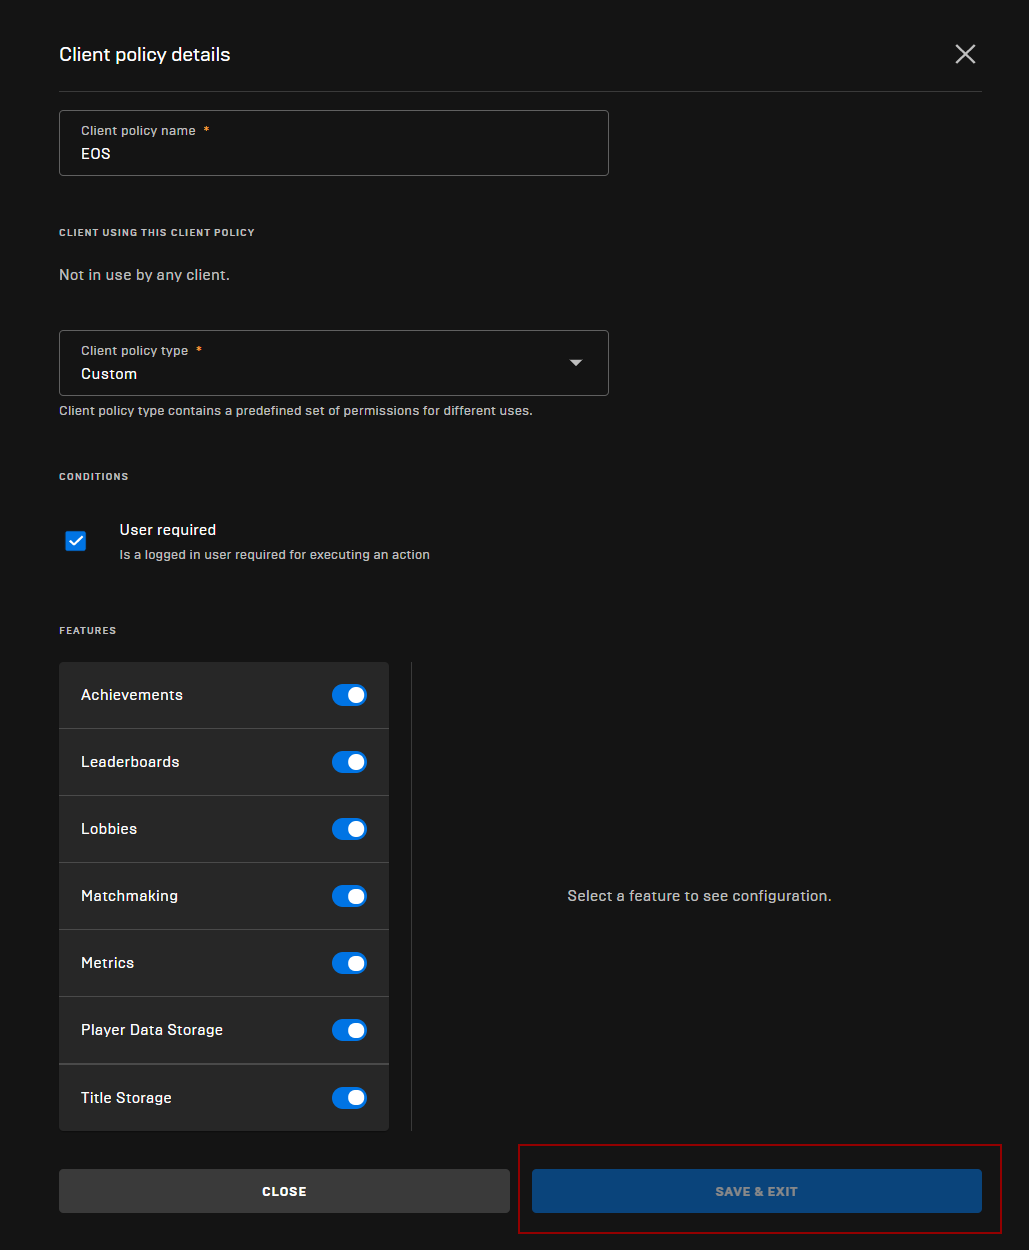 Client policy details
Client policy name *
EOS
CLIENT USING THIS CLIENT POLICY
Not in use by any client.
Client policy type *
Custom
Client policy type contains a predefined set of permissions for different uses.
CONDITIONS
User required
Is a logged in user required for executing an action
FEATURES
Achievements
Leaderboards
Lobbies
Matchmaking
Metrics
Player Data Storage
Title Storage
Select a feature to see configuration.
CLOSE
SAVE & EXIT